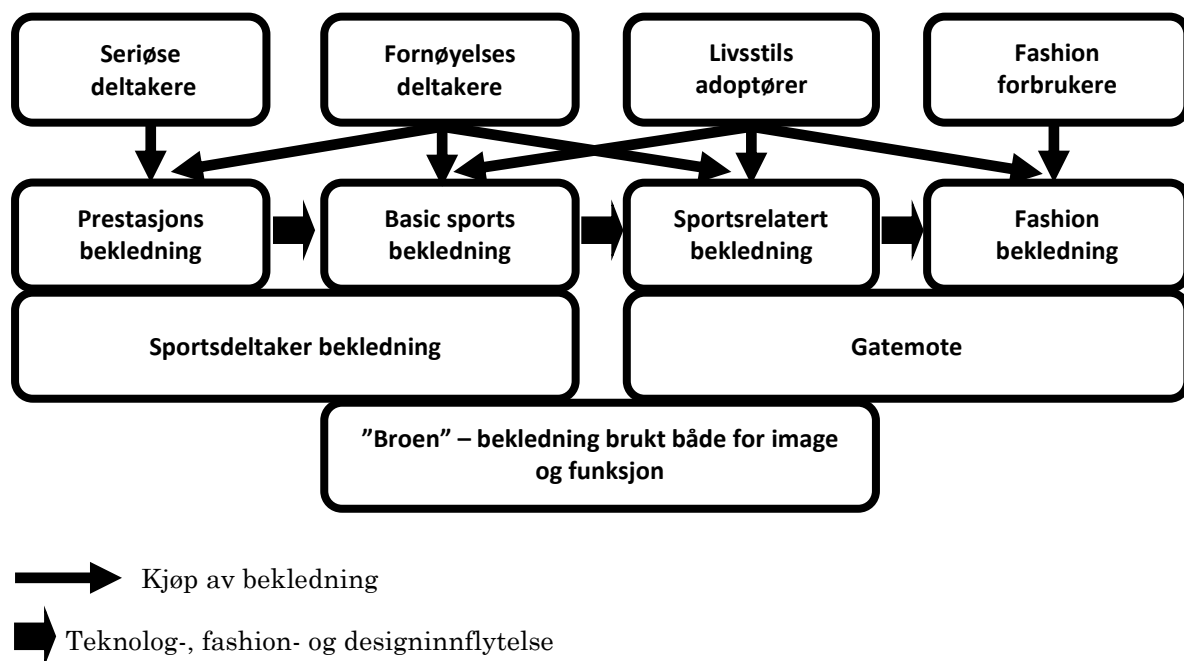 Seriøse
deltakere
Fornøyelses
deltakere
Livsstils
adoptører
Fashion
forbrukere
Prestasjons
bekledning
Basic sports
bekledning
Sportsrelatert
bekledning
Fashion
bekledning
Sportsdeltaker bekledning
Gatemote
”Broen” – bekledning brukt både for image
og funksjon
Kjøp av bekledning
Teknolog-, fashion- og designinnflytelse